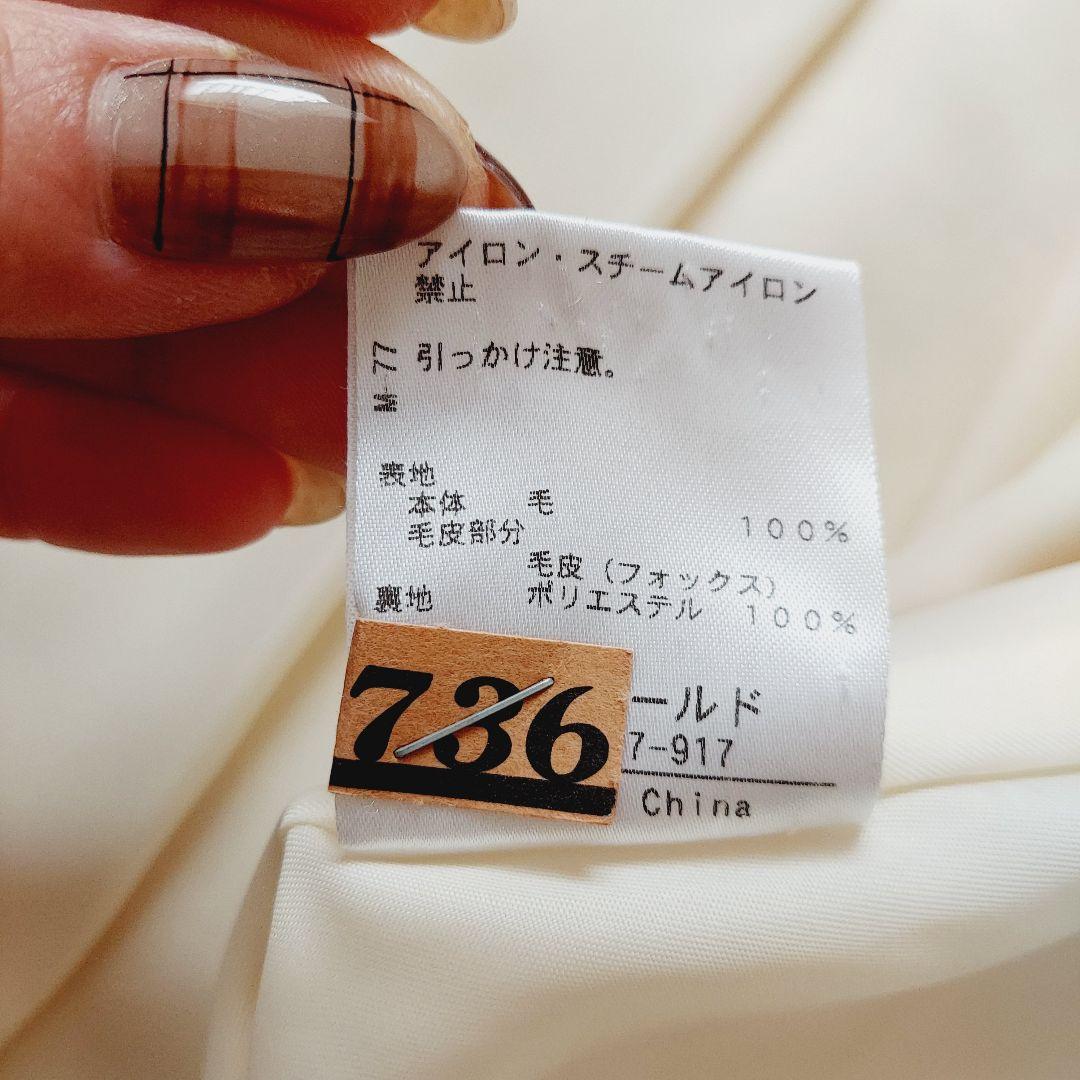 アイロン・スチームアイロン
禁止
M 77
引っかけ注意。
表地
本体 毛 100%
毛皮部分
毛皮（フォックス）
裏地 ポリエステル 100%
ールド
7-917
China
736